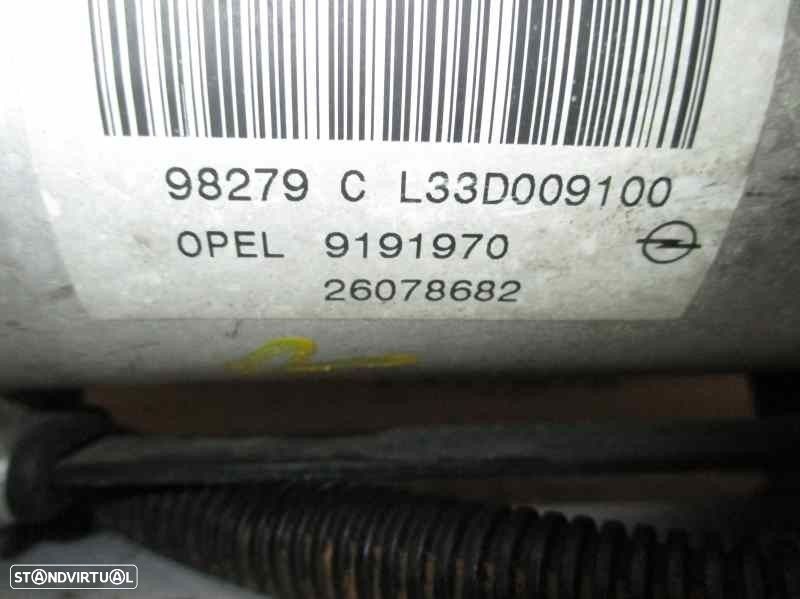 98279 C L33D009100
OPEL 9191970
26078682
STANDVIRTUAL